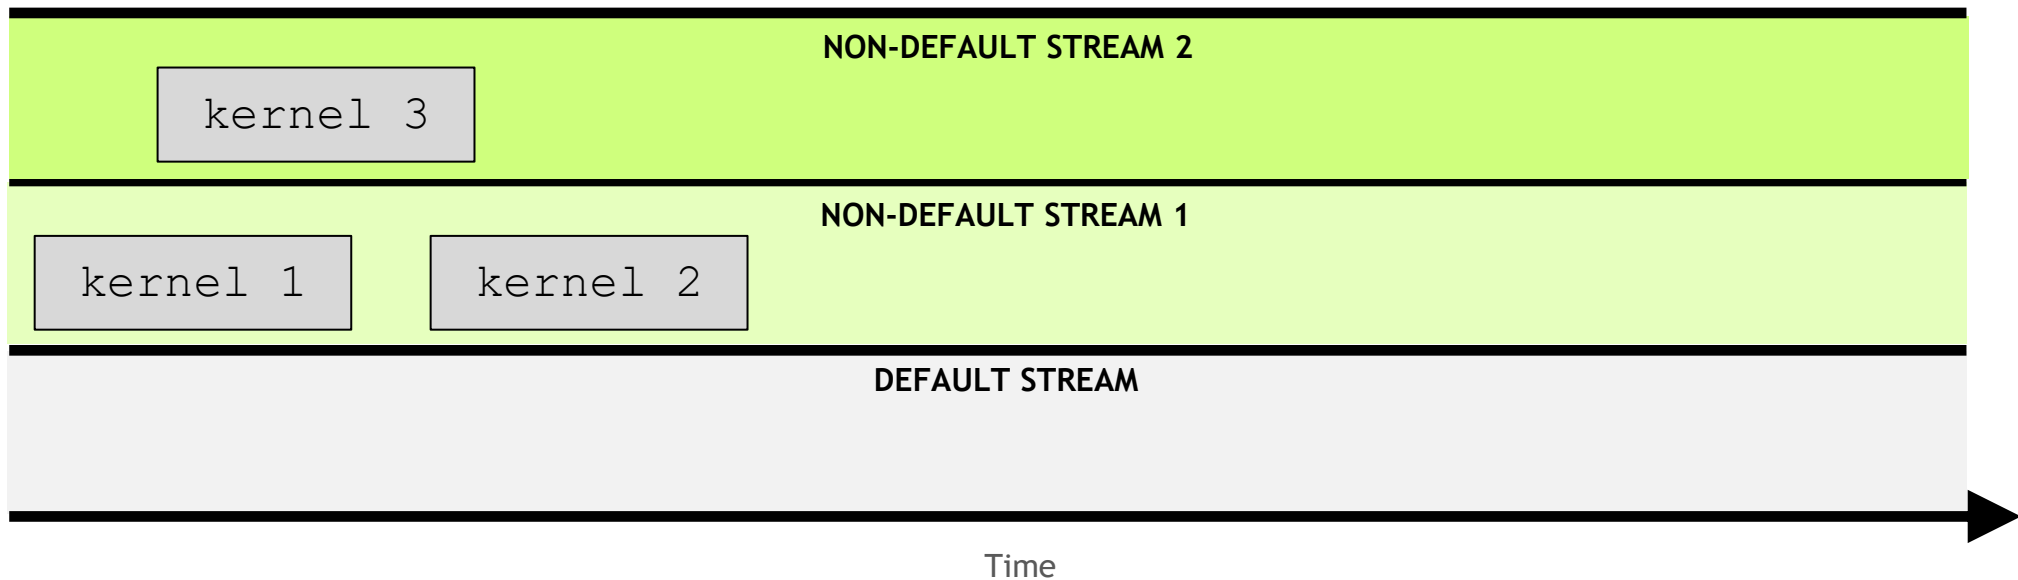 NON-DEFAULT STREAM 2
kernel 3
NON-DEFAULT STREAM 1
kernel 1
kernel 2
DEFAULT STREAM
Time